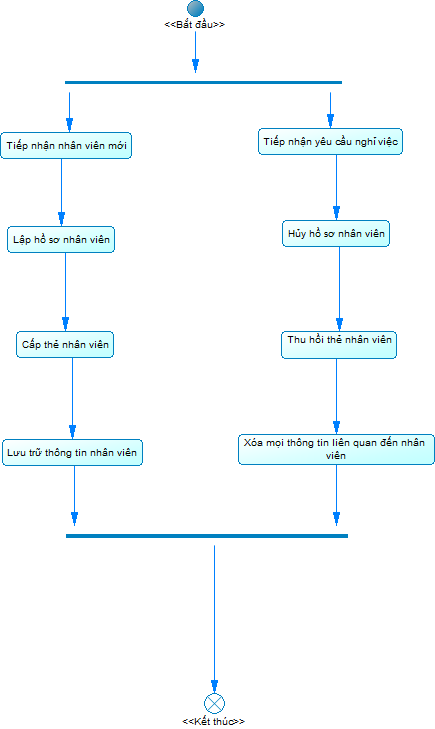 <<Bắt đầu>>
Tiếp nhận nhân viên mới
Tiếp nhận yêu cầu nghỉ việc
Lập hồ sơ nhân viên
Hủy hồ sơ nhân viên
Cấp thẻ nhân viên
Thu hồi thẻ nhân viên
Lưu trữ thông tin nhân viên
Xóa mọi thông tin liên quan đến nhân
viên
<<Kết thúc>>